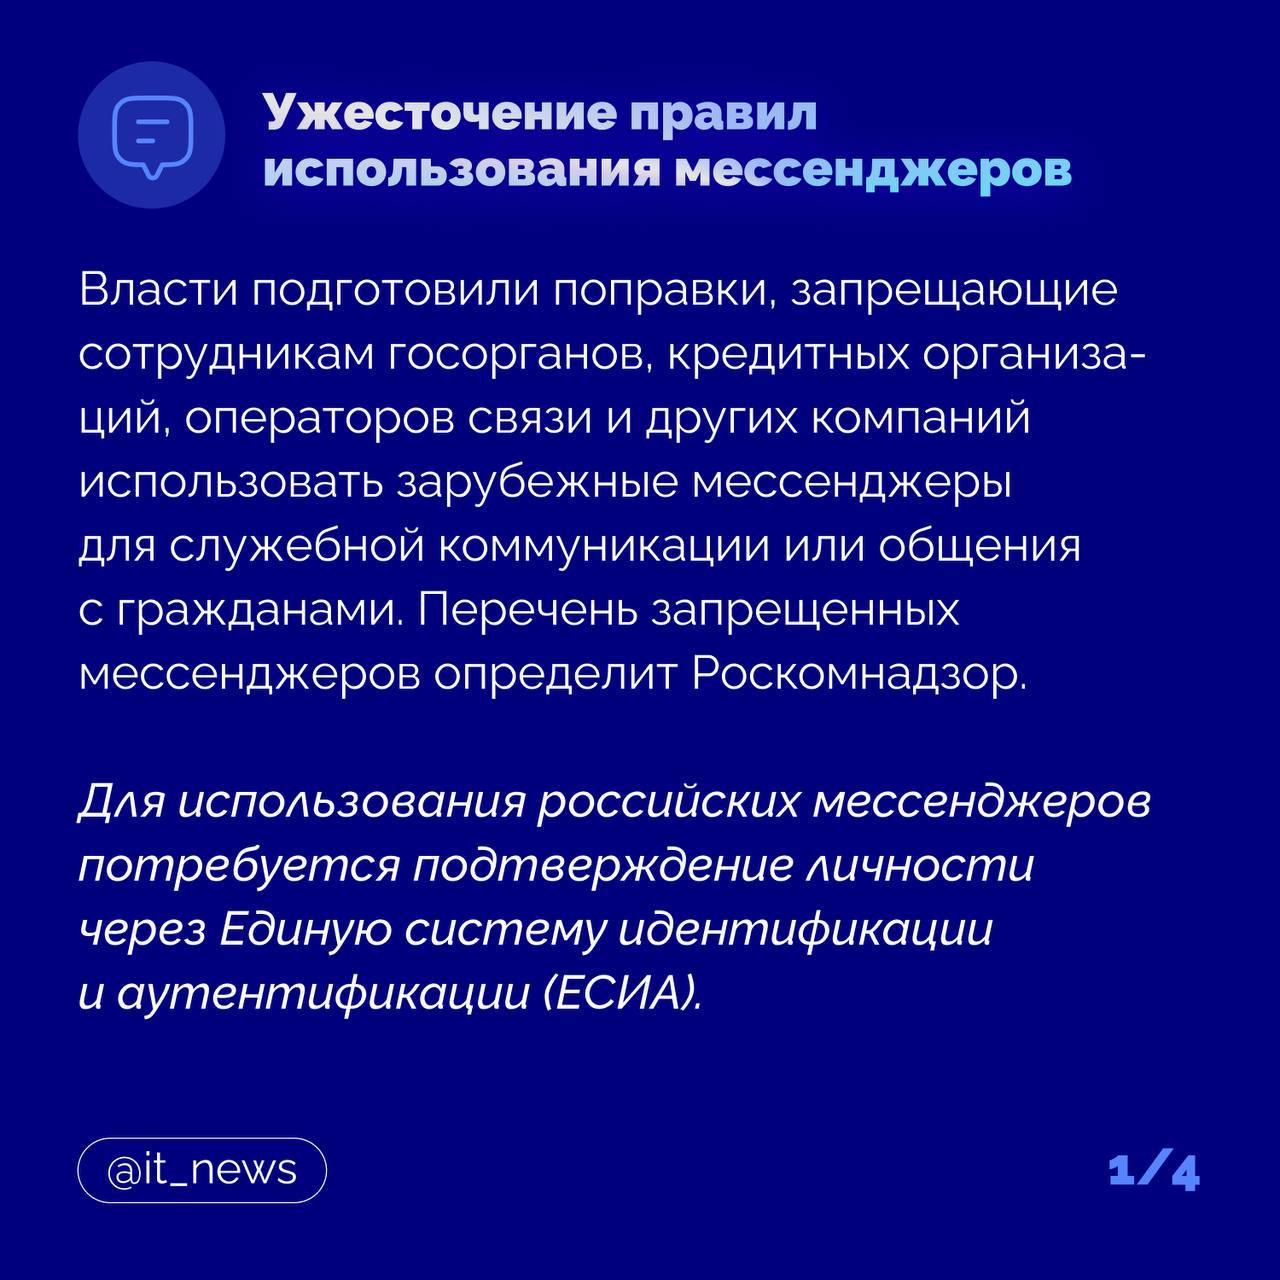 Ужесточение правил
использования мессенджеров
Власти подготовили поправки, запрещающие
сотрудникам госорганов, кредитных организа-
ций, операторов связи и других компаний
использовать зарубежные мессенджеры
для служебной коммуникации или общения
с гражданами. Перечень запрещенных
мессенджеров определит Роскомнадзор.
Для использования российских мессенджеров
потребуется подтверждение личности
через Единую систему идентификации
и аутентификации (ЕСИА).
@it_news
1/4